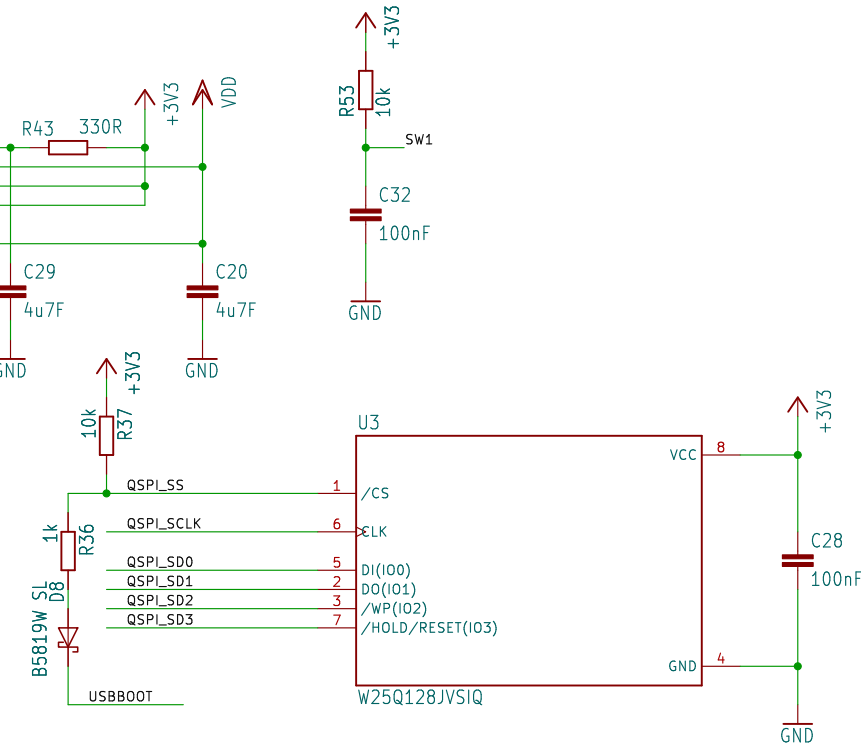 +3V3
R53
10k
SW1
C32
100nF
GND
+3V3
VDD
R43
330R
C29
4u7F
GND
C20
4u7F
GND
+3V3
10k
R37
QSPI_SS
1k
R36
QSPI_SCLK
QSPI_SD0
QSPI_SD1
QSPI_SD2
QSPI_SD3
D8
B5819W SL
USBBOOT
U3
1
/CS
6
CLK
5
DI(IO0)
2
DO(IO1)
3
/WP(IO2)
7
/HOLD/RESET(IO3)
VCC
8
GND
4
W25Q128JVSIQ
+3V3
C28
100nF
GND